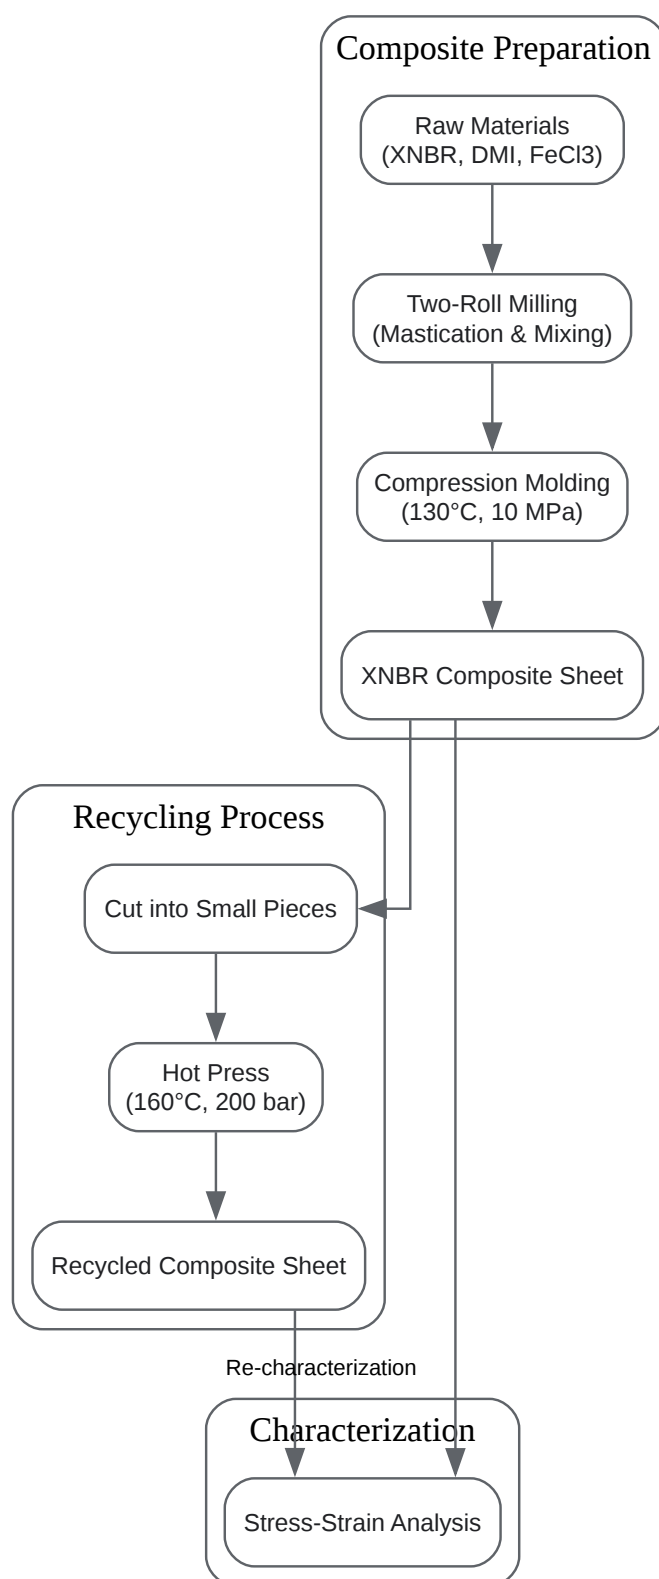 Composite Preparation
Raw Materials
(XNBR, DMI, FeCl3)
Two-Roll Milling
(Mastication & Mixing)
Compression Molding
(130°C, 10 MPa)
XNBR Composite Sheet
Recycling Process
Cut into Small Pieces
Hot Press
(160°C, 200 bar)
Recycled Composite Sheet
Re-characterization
Characterization
Stress-Strain Analysis